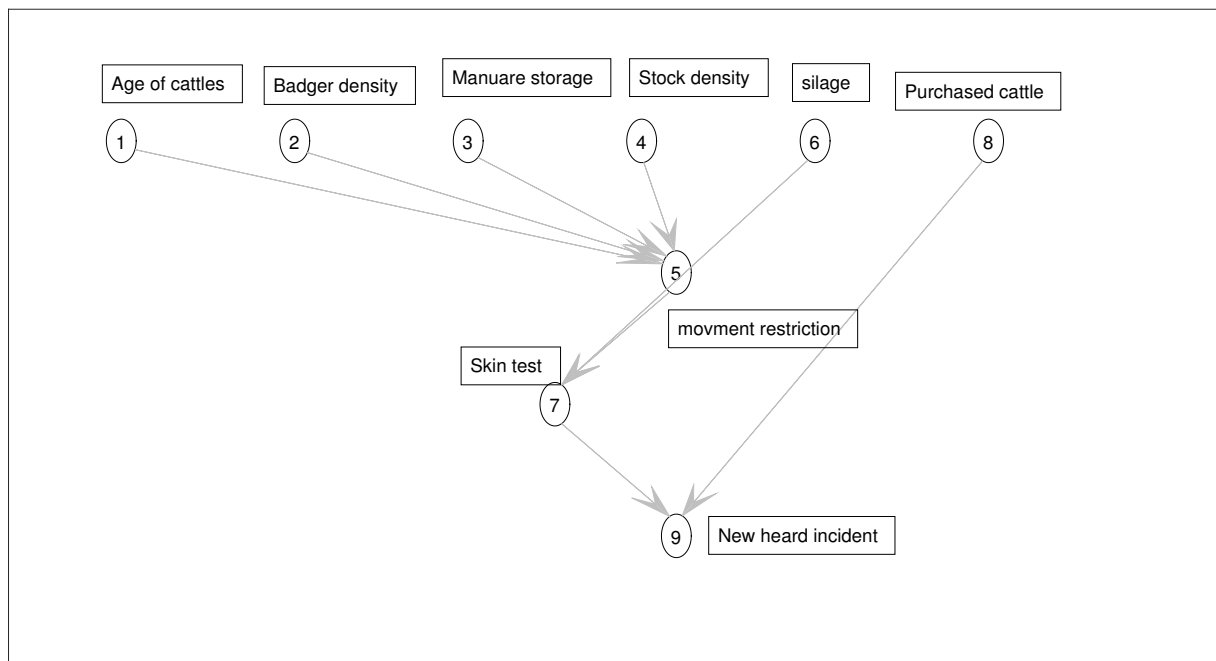 Age of cattles
Badger density
Manuare storage
Stock density
silage
Purchased cattle
1
2
3
4
6
8
5
movment restriction
Skin test
7
9
New heard incident